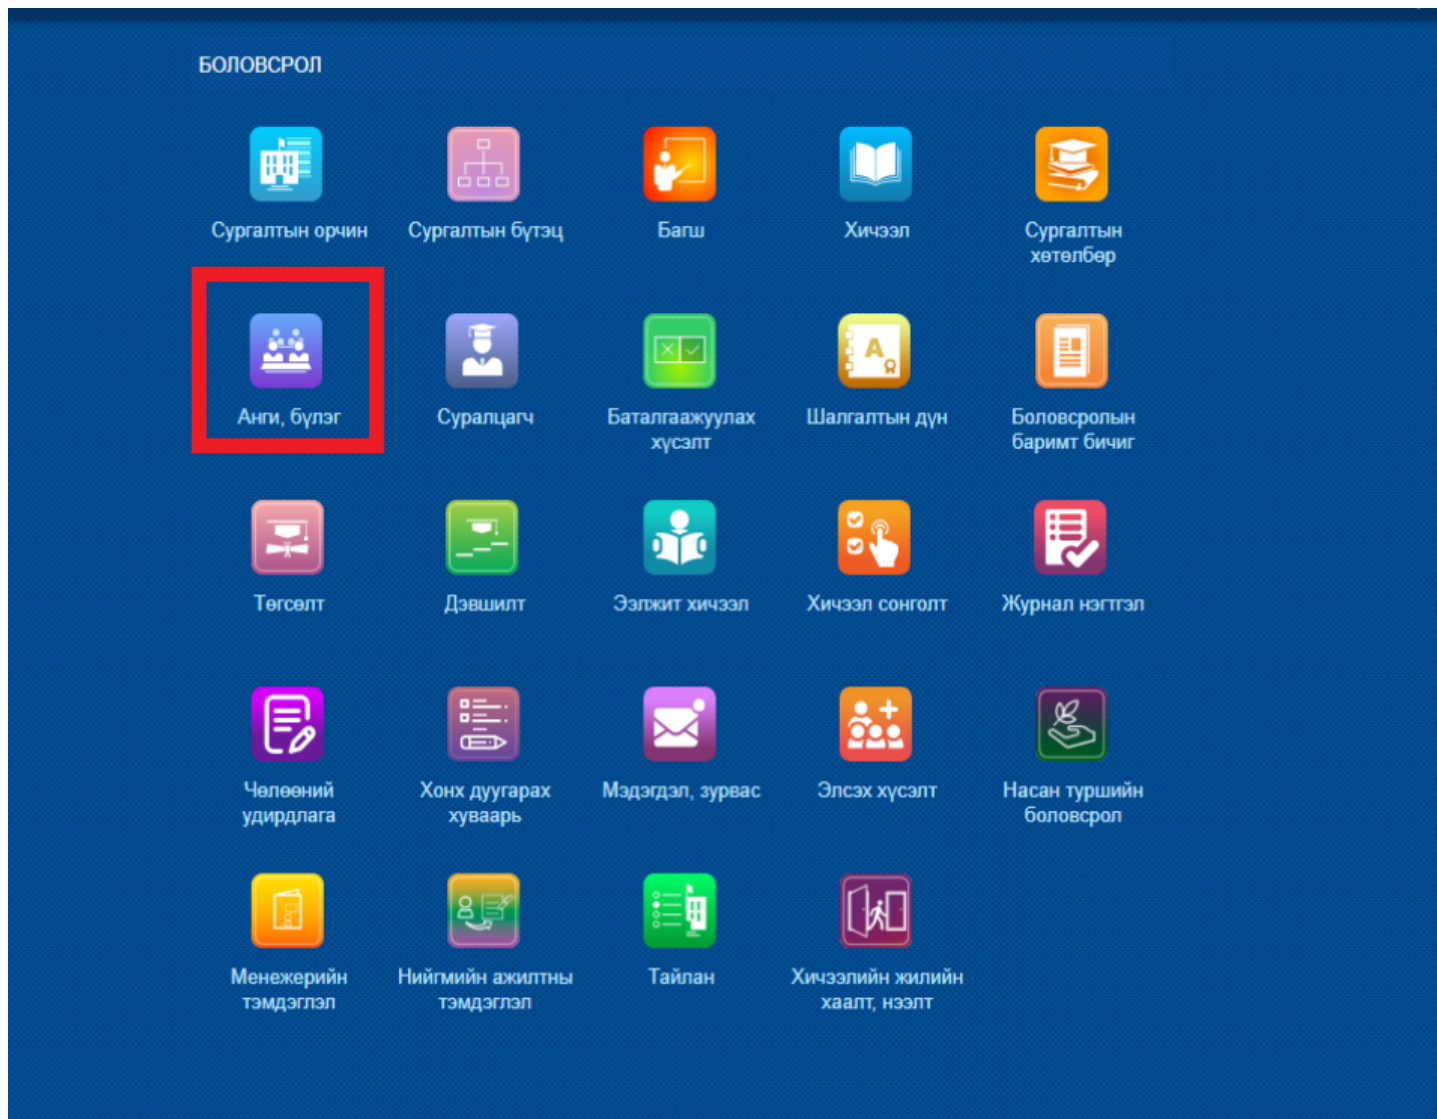 БОЛОВСРОЛ
Сургалтын орчин
Сургалтын бүтэц
Багш
Хичээл
Сургалтын
хөтөлбөр
Анги, бүлэг
Суралцагч
Баталгаажуулах
хүсэлт
A
Шалгалтын дүн
Боловсролын
баримт бичиг
Төгсөлт
Дэвшилт
Ээлжит хичээл
Хичээл сонголт
Журнал нэгтгэл
Чөлөөний
удирдлага
Хонх дуугарах
хуваарь
Мэдэгдэл, зурвас
Элсэх хүсэлт
Насан туршийн
боловсрол
Менежерийн
тэмдэглэл
Нийгмийн ажилтны
тэмдэглэл
Тайлан
Хичээлийн жилийн
хаалт, нээлт